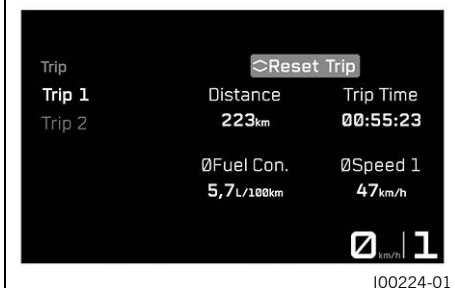 Trip
Reset Trip
Trip 1
Distance
Trip Time
223km
00:55:23
Trip 2
ØFuel Con.
ØSpeed 1
5,7L/100km
47km/h
0km/h
1
I00224-01